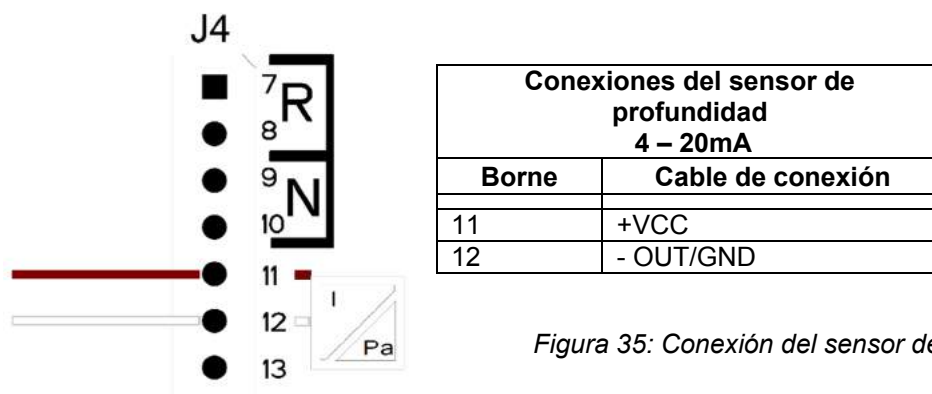 J4
7
R
8
9
N
10
11
12
13
I
Pa
Conexiones del sensor de
profundidad
4 – 20mA
Borne Cable de conexión
11 +VCC
12 - OUT/GND
Figura 35: Conexión del sensor de